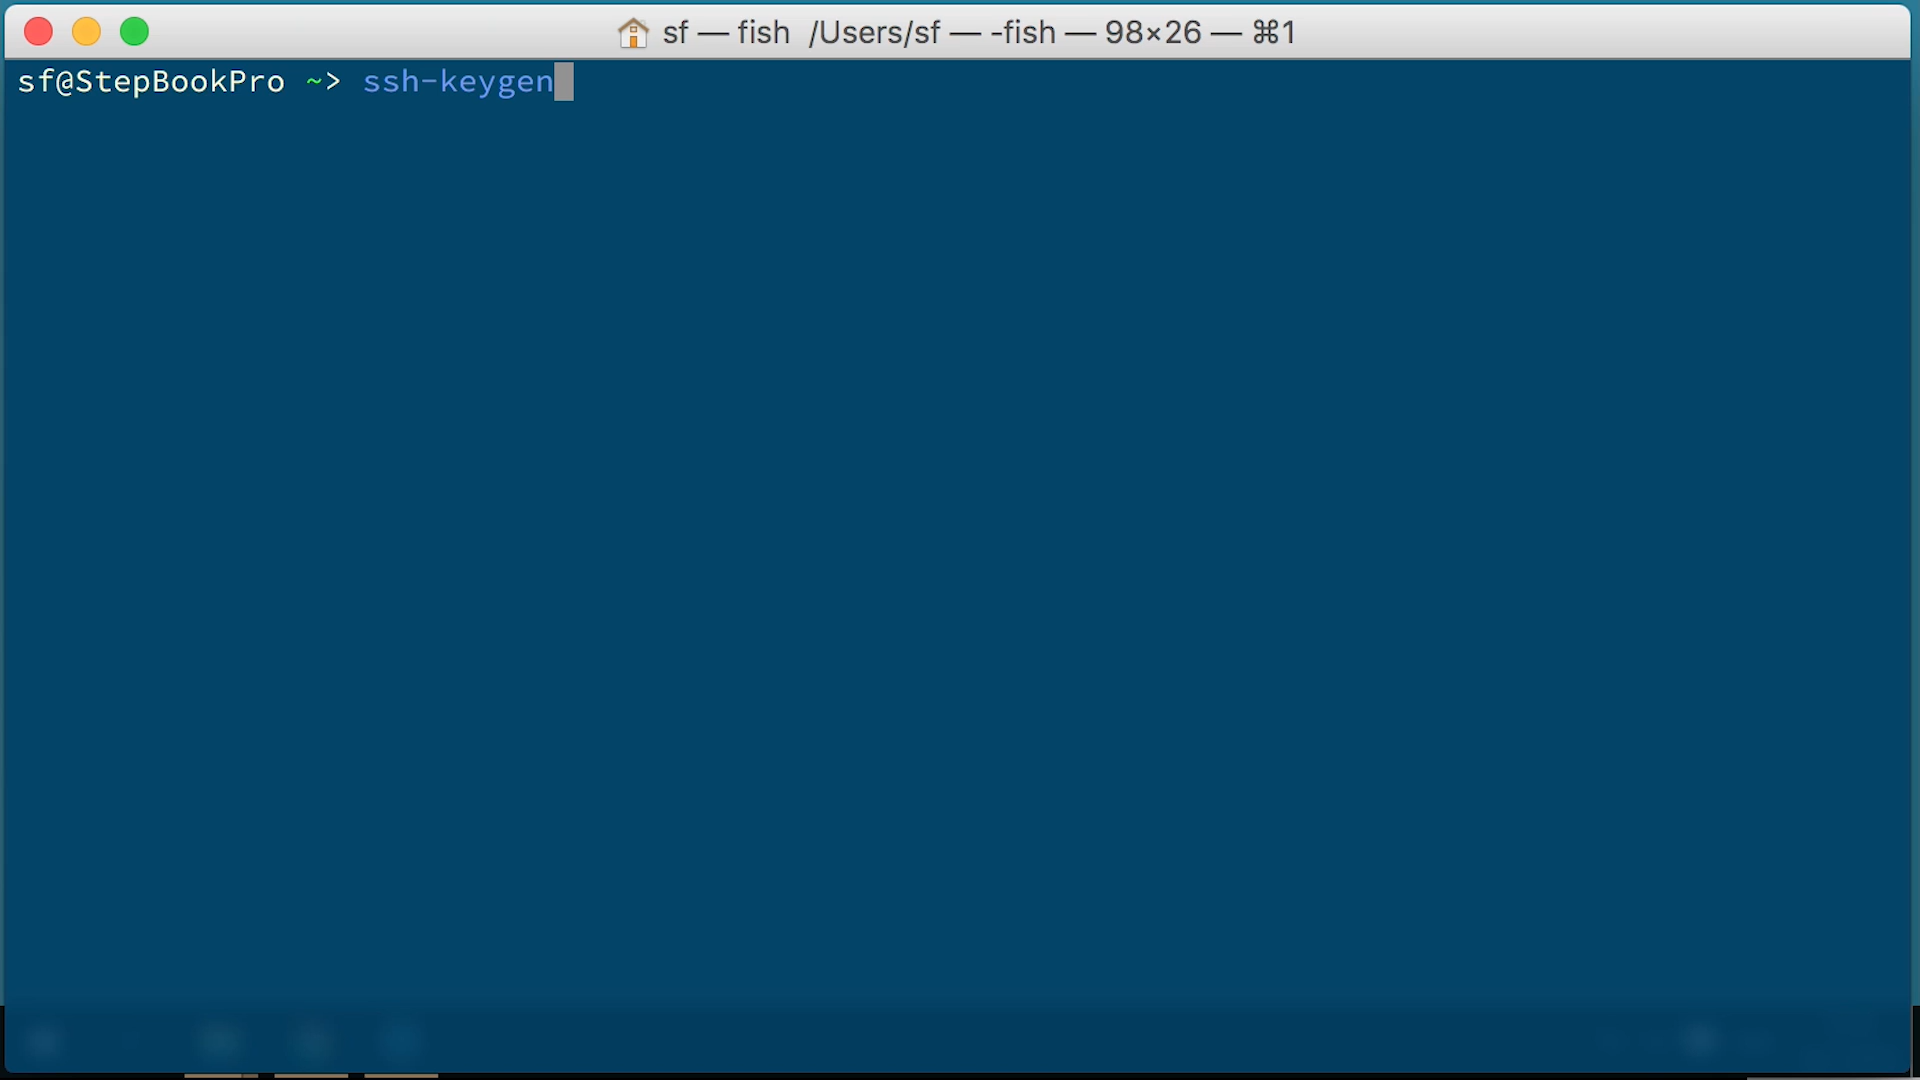 sf — fish /Users/sf — -fish — 98×26 — ⌘1
sf@StepBookPro ~> ssh-keygen